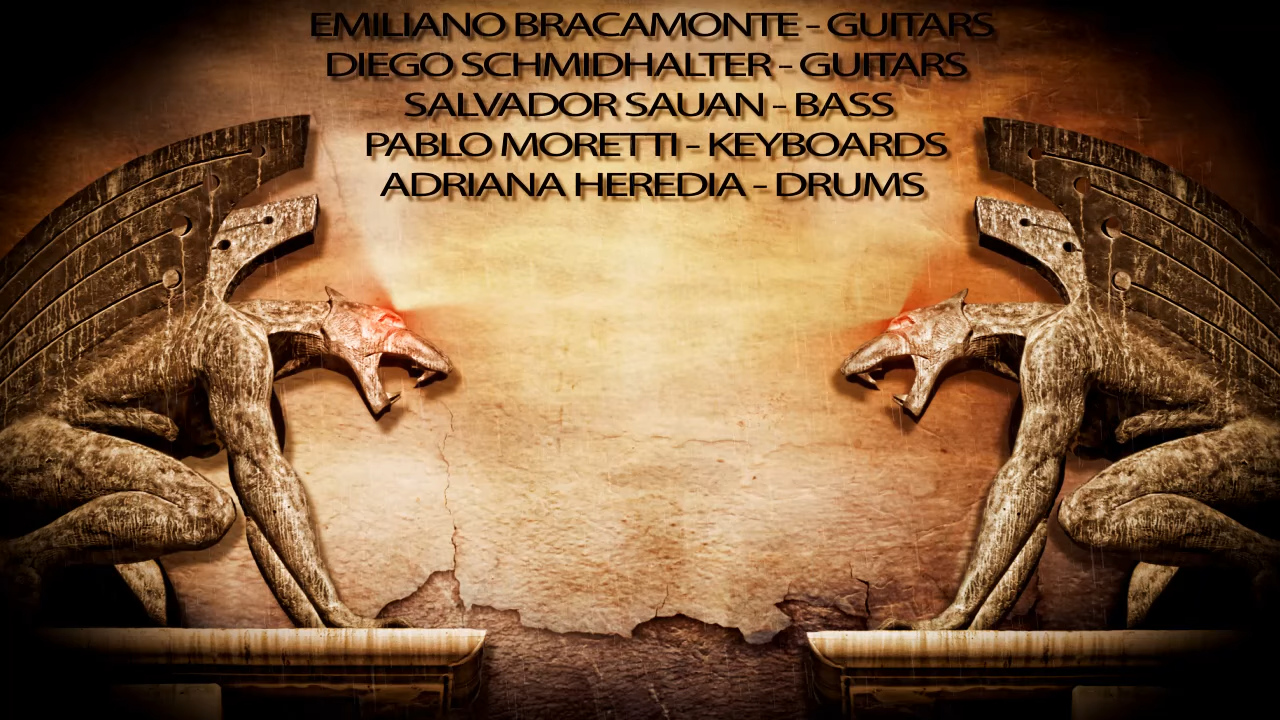 EMILIANO BRACAMONTE - GUITARS
DIEGO SCHMIDHALTER - GUITARS
SALVADOR SAUAN - BASS
PABLO MORETTI - KEYBOARDS
ADRIANA HEREDIA - DRUMS